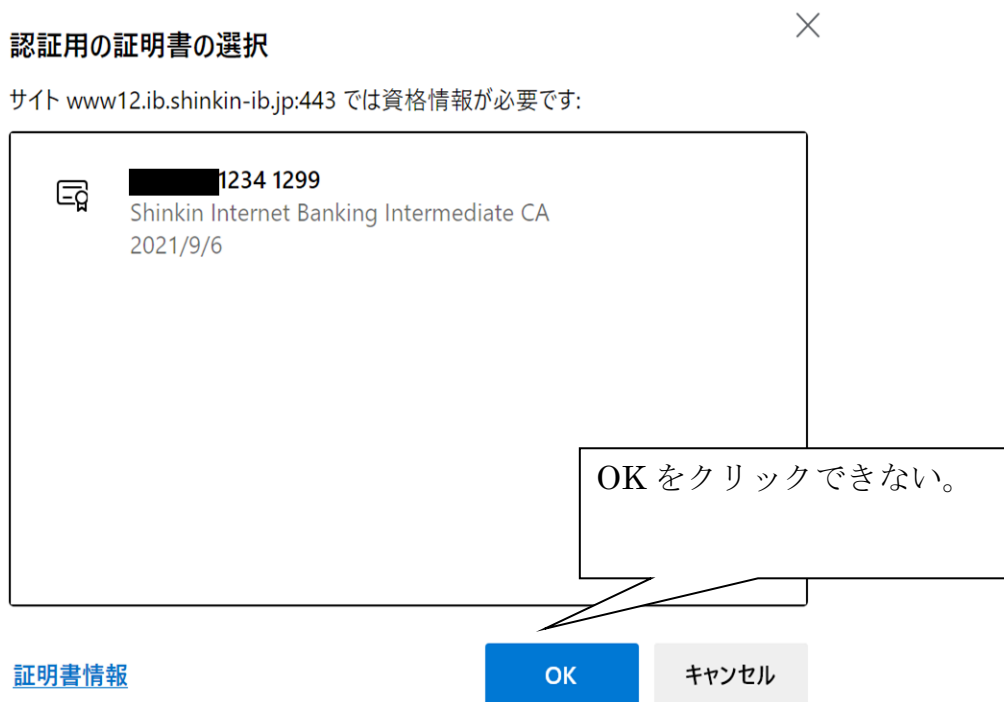 認証用の証明書の選択
サイト www12.ib.shinkin-ib.jp:443 では資格情報が必要です:
1234 1299
Shinkin Internet Banking Intermediate CA
2021/9/6
OK をクリックできない。
証明書情報
OK
キャンセル